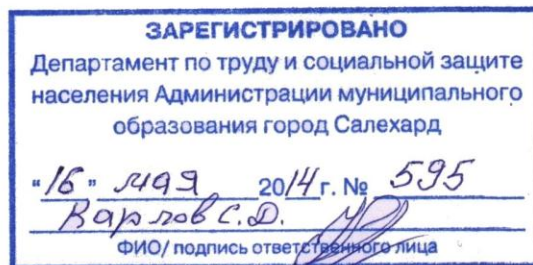 ЗАРЕГИСТРИРОВАНО
Департамент по труду и социальной защите
населения Администрации муниципального
образования город Салехард
"16" мая 2014 г. № 595
Варлов С.Д.
ФИО/ подпись ответственного лица